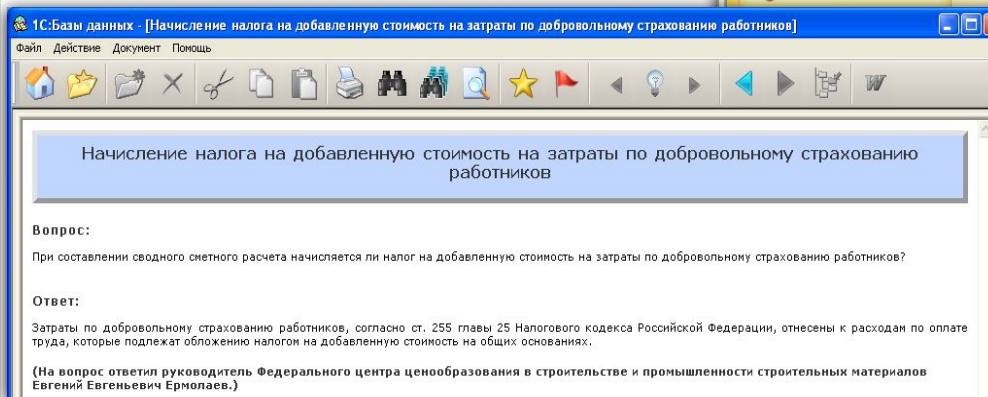 1С:Базы данных - [Начисление налога на добавленную стоимость на затраты по добровольному страхованию работников]
Файл Действие Документ Помощь
W
Начисление налога на добавленную стоимость на затраты по добровольному страхованию
работников
Вопрос:
При составлении сводного сметного расчета начисляется ли налог на добавленную стоимость на затраты по добровольному страхованию работников?
Ответ:
Затраты по добровольному страхованию работников, согласно ст. 255 главы 25 Налогового кодекса Российской Федерации, отнесены к расходам по оплате
труда, которые подлежат обложению налогом на добавленную стоимость на общих основаниях.
(На вопрос ответил руководитель Федерального центра ценообразования в строительстве и промышленности строительных материалов
Евгений Евгеньевич Ермолаев.)